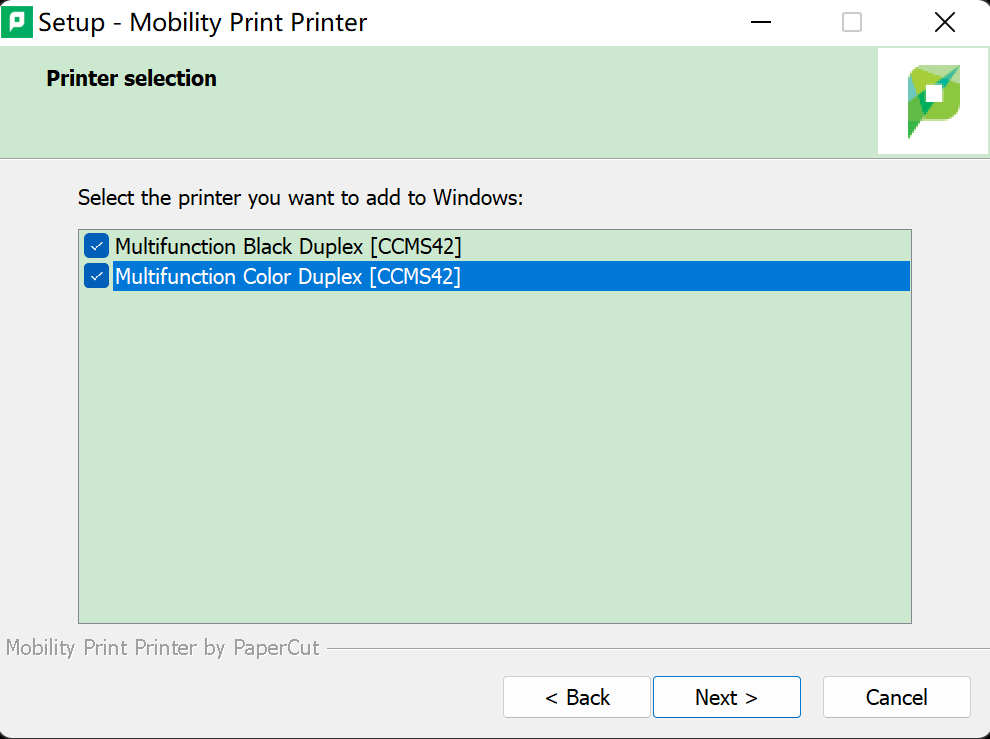 Setup - Mobility Print Printer
Printer selection
Select the printer you want to add to Windows:
Multifunction Black Duplex [CCMS42]
Multifunction Color Duplex [CCMS42]
Mobility Print Printer by PaperCut
< Back
Next >
Cancel